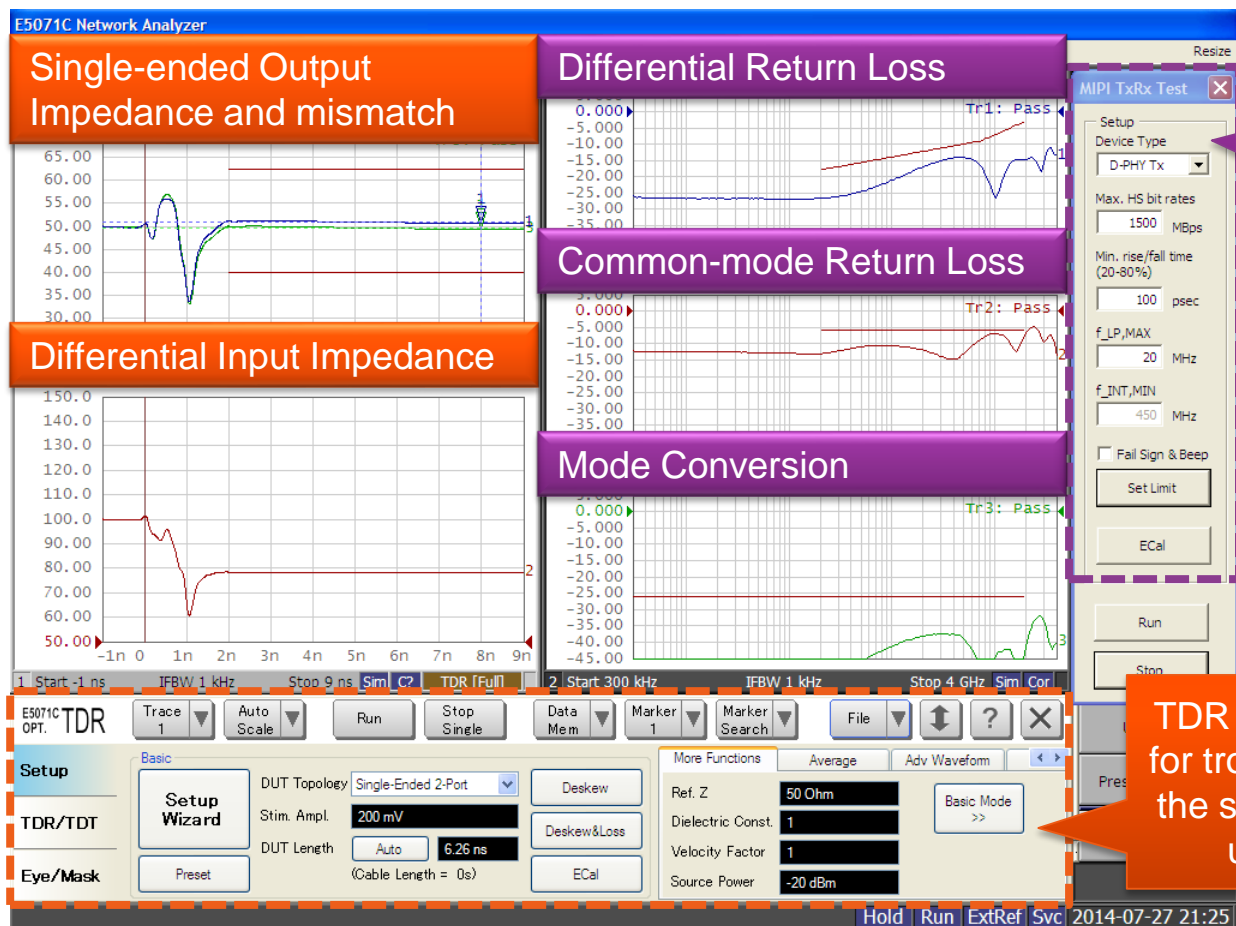 E5071C Network Analyzer
Resize
Single-ended Output
Impedance and mismatch
65.00
60.00
55.00
50.00
45.00
40.00
35.00
30.00
1
3
Differential Input Impedance
150.0
140.0
130.0
120.0
110.0
100.0
90.00
80.00
70.00
60.00
50.00
2
-1n 0 1n 2n 3n 4n 5n 6n 7n 8n 9n
1 Start -1 ns IFBW 1 kHz Stop 9 ns Sim C? TDR [Full]
Differential Return Loss
0.000
Tr1: Pass
-5.000
-10.00
-15.00
-20.00
-25.00
-30.00
-35.00
1
Common-mode Return Loss
5.000
0.000
Tr2: Pass
-5.000
-10.00
-15.00
-20.00
-25.00
-30.00
-35.00
2
Mode Conversion
5.000
0.000
Tr3: Pass
-5.000
-10.00
-15.00
-20.00
-25.00
-30.00
-35.00
-40.00
-45.00
3
2 Start 300 kHz IFBW 1 kHz Stop 4 GHz Sim Cor
MIPI TxRx Test
Setup
Device Type
D-PHY Tx
Max. HS bit rates
1500 MBps
Min. rise/fall time
(20-80%)
100 psec
f_LP,MAX
20 MHz
f_INT,MIN
450 MHz
Fail Sign & Beep
Set Limit
ECal
Run
Stop
U
Pres
TDR
for tro
the s
u
E5071C
OPT. TDR
Trace
1
Auto
Scale
Run
Stop
Single
Data
Mem
Marker
1
Marker
Search
File
?
Setup
TDR/TDT
Eye/Mask
Basic
Setup
Wizard
Preset
DUT Topology Single-Ended 2-Port
Stim. Ampl. 200 mV
DUT Length Auto 6.26 ns
(Cable Length = 0s)
Deskew
Deskew&Loss
ECal
More Functions Average Adv Waveform
Ref. Z 50 Ohm
Dielectric Const. 1
Velocity Factor 1
Source Power -20 dBm
Basic Mode
>>
Hold Run ExtRef Svc 2014-07-27 21:25